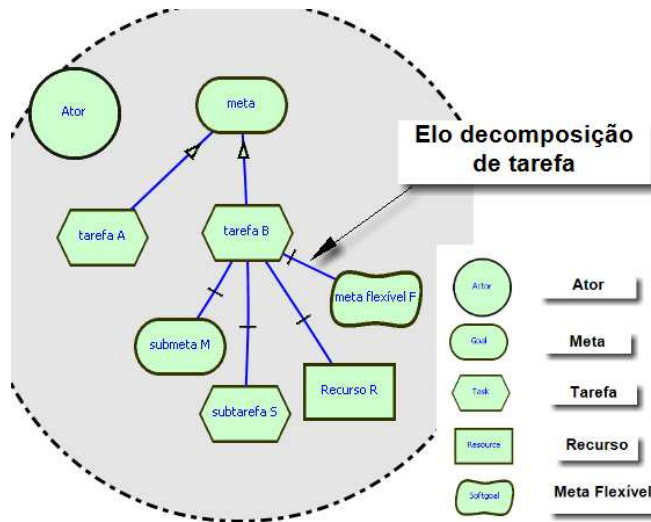 Ator
meta
Elo decomposição
de tarefa
tarefa A
tarefa B
meta flexível F
submeta M
subtarefa S
Recurso R
Actor
Ator
Goal
Meta
Task
Tarefa
Resource
Recurso
Softgoal
Meta Flexível